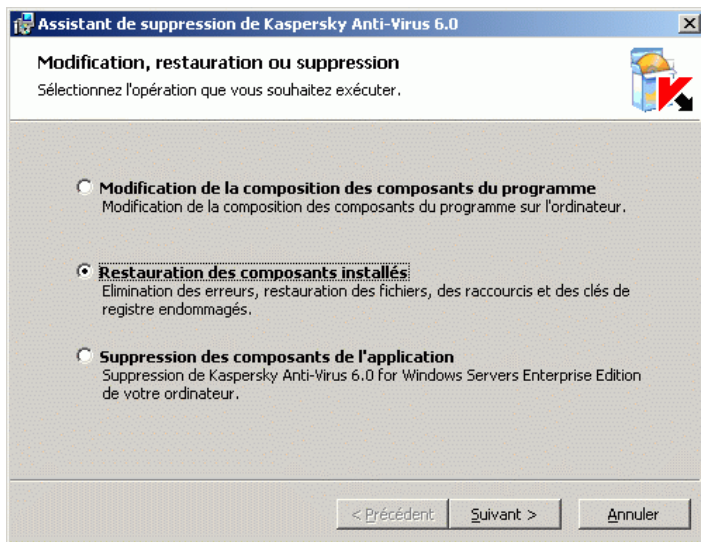 Assistant de suppression de Kaspersky Anti-Virus 6.0
Modification, restauration ou suppression
Sélectionnez l'opération que vous souhaitez exécuter.
Modification de la composition des composants du programme
Modification de la composition des composants du programme sur l'ordinateur.
Restauration des composants installés
Elimination des erreurs, restauration des fichiers, des raccourcis et des clés de
registre endommagés.
Suppression des composants de l'application
Suppression de Kaspersky Anti-Virus 6.0 for Windows Servers Enterprise Edition
de votre ordinateur.
< Précédent Suivant > Annuler